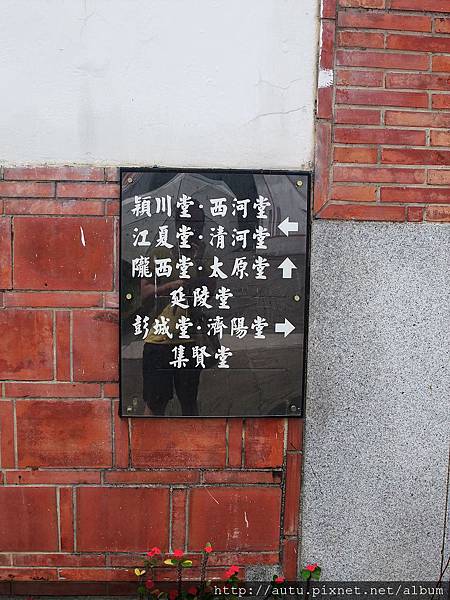 潁川堂·西河堂
江夏堂·清河堂
隴西堂·太原堂
延陵堂
彭城堂·濟陽堂
集賢堂
http://autu.pixnet.net/album